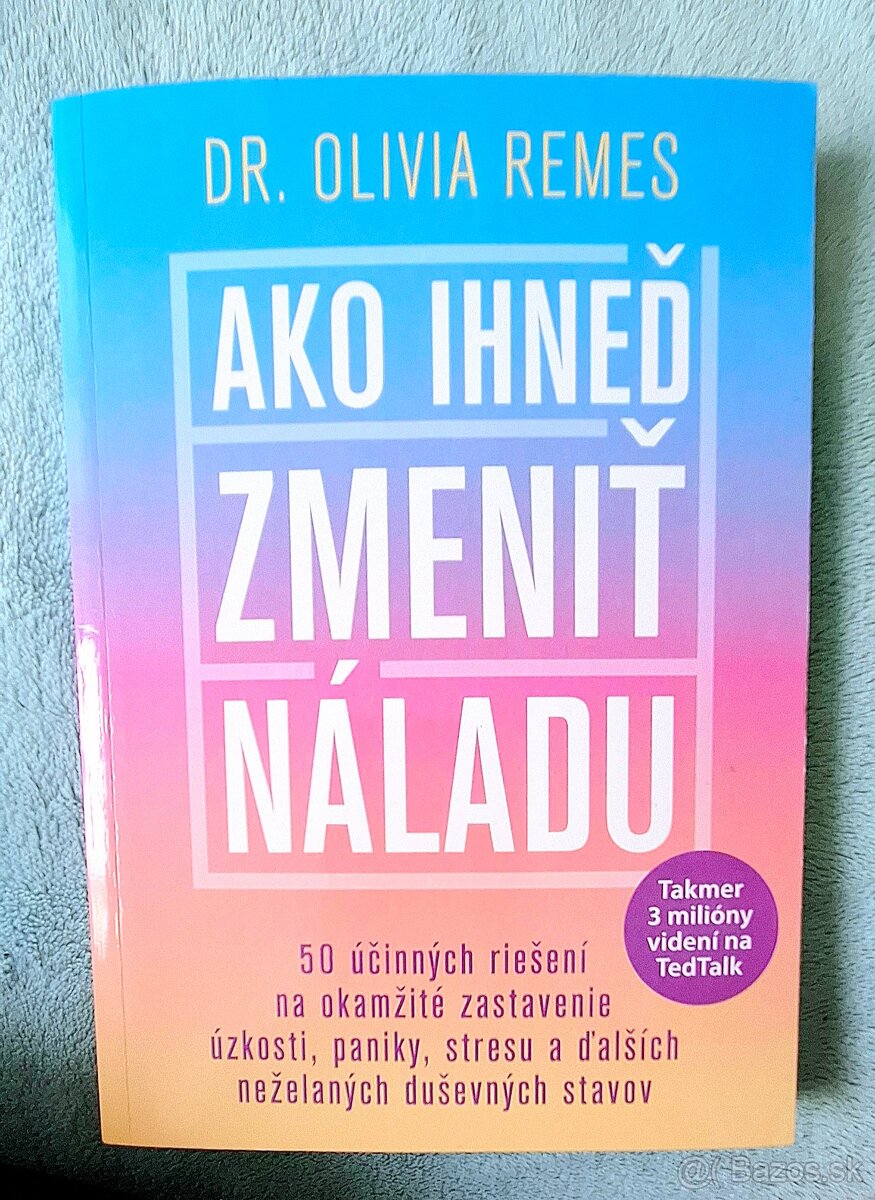 DR. OLIVIA REMES
AKO IHNEĎ
ZMENIŤ
NÁLADU
Takmer
3 milióny
videní na
TedTalk
50 účinných riešení
na okamžité zastavenie
úzkosti, paniky, stresu a ďalších
neželaných duševných stavov
@( Bazos.sk